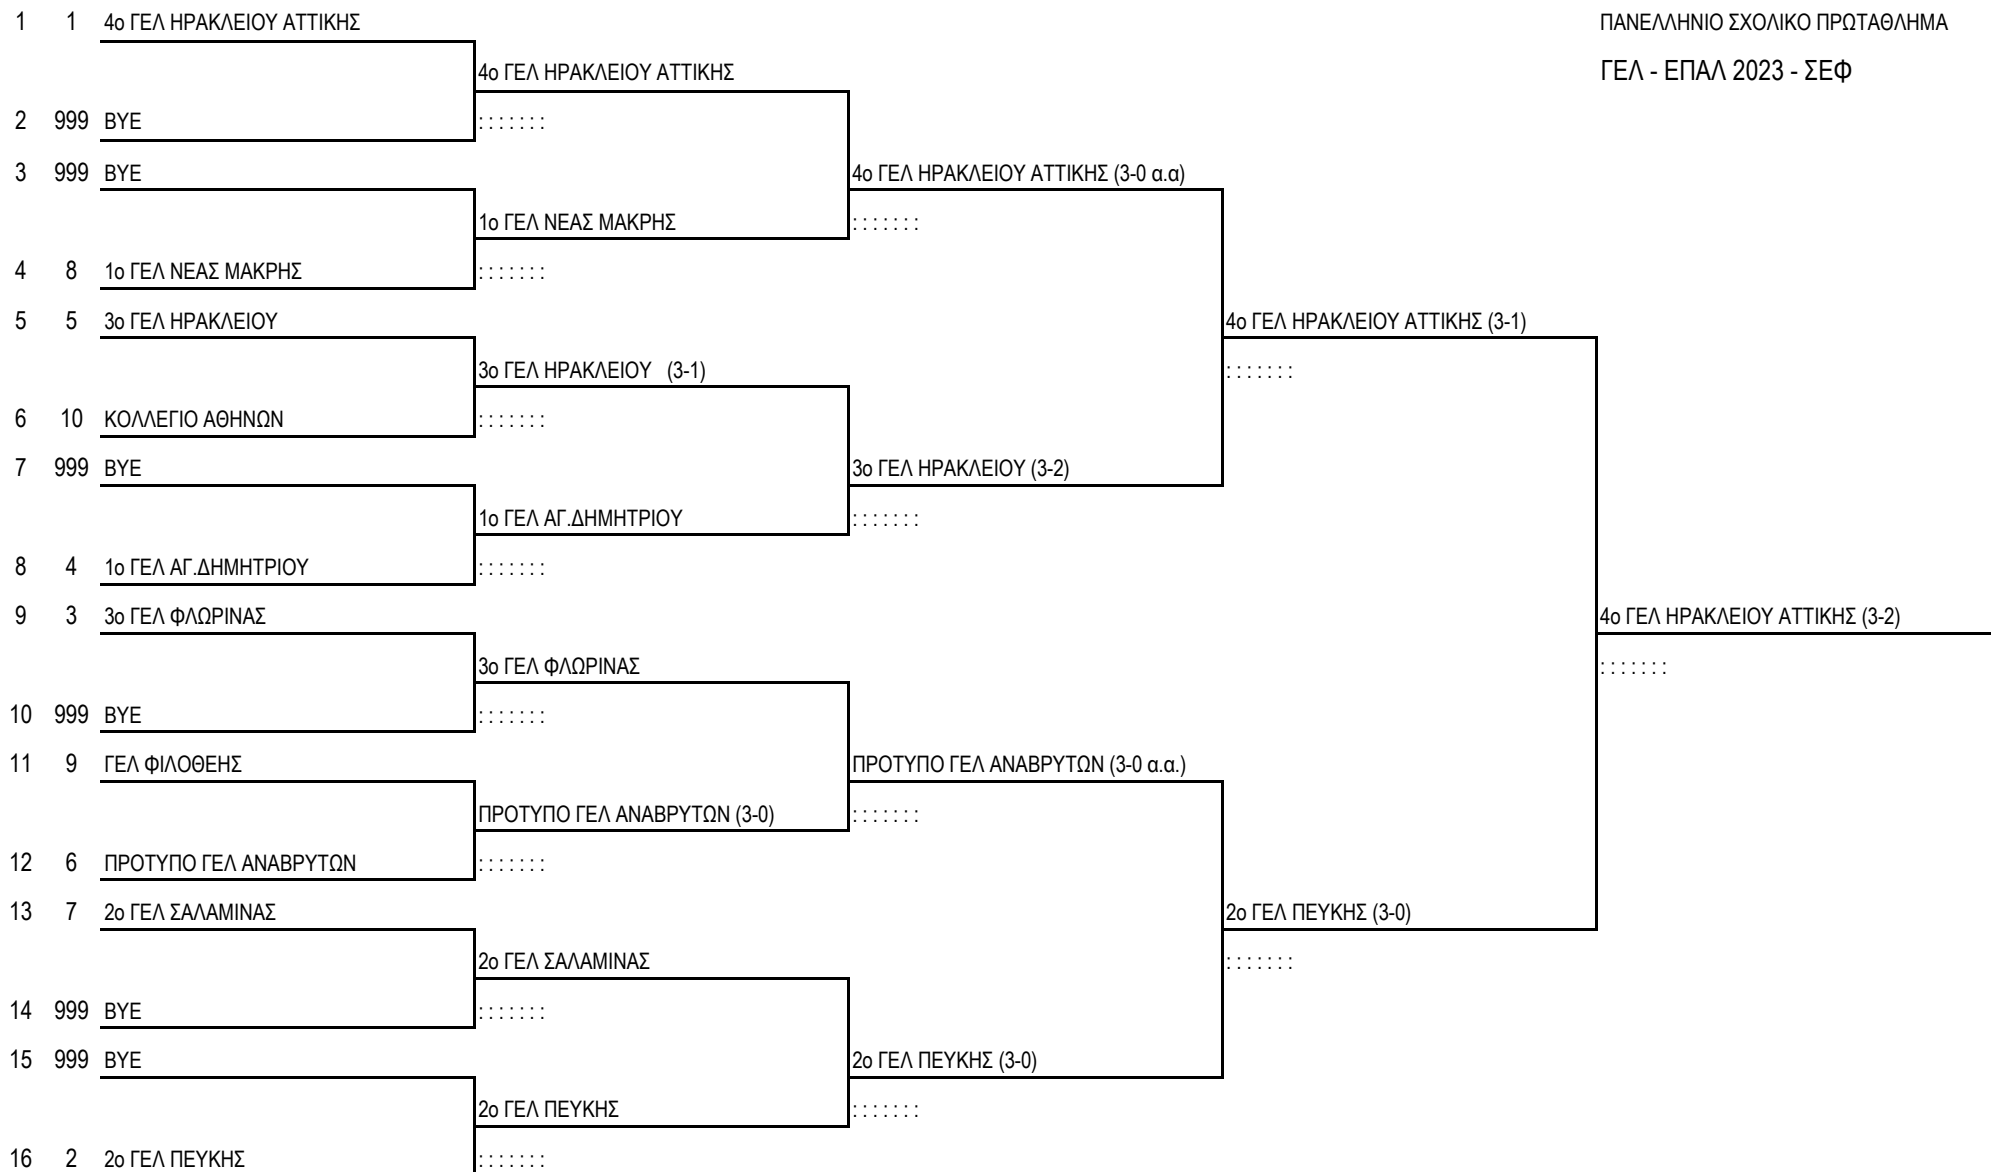 1 1 4ο ΓΕΛ ΗΡΑΚΛΕΙΟΥ ΑΤΤΙΚΗΣ
ΠΑΝΕΛΛΗΝΙΟ ΣΧΟΛΙΚΟ ΠΡΩΤΑΘΛΗΜΑ
4ο ΓΕΛ ΗΡΑΚΛΕΙΟΥ ΑΤΤΙΚΗΣ
ΓΕΛ - ΕΠΑΛ 2023 - ΣΕΦ
2 999 BYE
: : : : : : :
3 999 BYE
4ο ΓΕΛ ΗΡΑΚΛΕΙΟΥ ΑΤΤΙΚΗΣ (3-0 α.α)
1ο ΓΕΛ ΝΕΑΣ ΜΑΚΡΗΣ
: : : : : : :
4 8 1ο ΓΕΛ ΝΕΑΣ ΜΑΚΡΗΣ
: : : : : : :
5 5 3ο ΓΕΛ ΗΡΑΚΛΕΙΟΥ
4ο ΓΕΛ ΗΡΑΚΛΕΙΟΥ ΑΤΤΙΚΗΣ (3-1)
3ο ΓΕΛ ΗΡΑΚΛΕΙΟΥ (3-1)
: : : : : : :
6 10 ΚΟΛΛΕΓΙΟ ΑΘΗΝΩΝ
: : : : : : :
7 999 BYE
3ο ΓΕΛ ΗΡΑΚΛΕΙΟΥ (3-2)
1ο ΓΕΛ ΑΓ.ΔΗΜΗΤΡΙΟΥ
: : : : : : :
8 4 1ο ΓΕΛ ΑΓ.ΔΗΜΗΤΡΙΟΥ
: : : : : : :
9 3 3ο ΓΕΛ ΦΛΩΡΙΝΑΣ
4ο ΓΕΛ ΗΡΑΚΛΕΙΟΥ ΑΤΤΙΚΗΣ (3-2)
3ο ΓΕΛ ΦΛΩΡΙΝΑΣ
: : : : : : :
10 999 BYE
: : : : : : :
11 9 ΓΕΛ ΦΙΛΟΘΕΗΣ
ΠΡΟΤΥΠΟ ΓΕΛ ΑΝΑΒΡΥΤΩΝ (3-0 α.α.)
ΠΡΟΤΥΠΟ ΓΕΛ ΑΝΑΒΡΥΤΩΝ (3-0)
: : : : : : :
12 6 ΠΡΟΤΥΠΟ ΓΕΛ ΑΝΑΒΡΥΤΩΝ
: : : : : : :
13 7 2ο ΓΕΛ ΣΑΛΑΜΙΝΑΣ
2ο ΓΕΛ ΠΕΥΚΗΣ (3-0)
2ο ΓΕΛ ΣΑΛΑΜΙΝΑΣ
: : : : : : :
14 999 BYE
: : : : : : :
15 999 BYE
2ο ΓΕΛ ΠΕΥΚΗΣ (3-0)
2ο ΓΕΛ ΠΕΥΚΗΣ
: : : : : : :
16 2 2ο ΓΕΛ ΠΕΥΚΗΣ
: : : : : : :